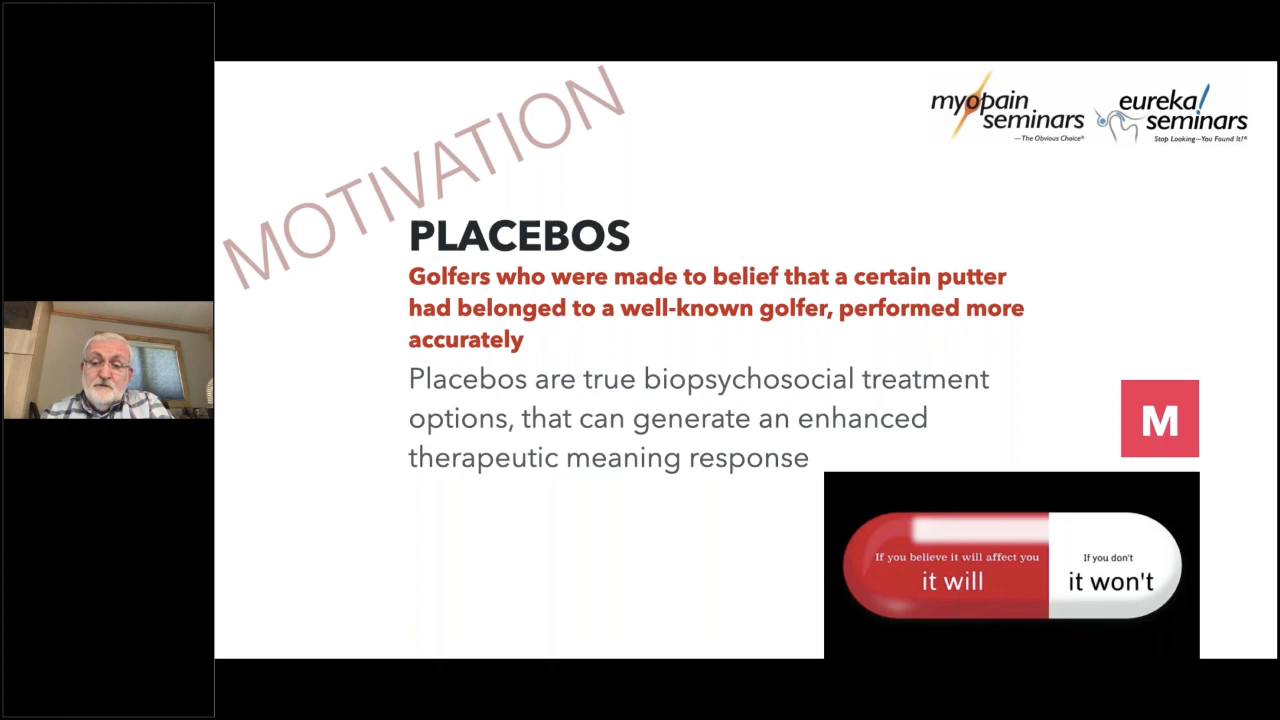 MOTIVATION
myopain
seminars
—The Obvious Choice®
eureka!
seminars
Stop Looking—You Found It!®
PLACEBOS
Golfers who were made to belief that a certain putter
had belonged to a well-known golfer, performed more
accurately
Placebos are true biopsychosocial treatment
options, that can generate an enhanced
therapeutic meaning response
M
If you believe it will affect you
it will
If you don't
it won't